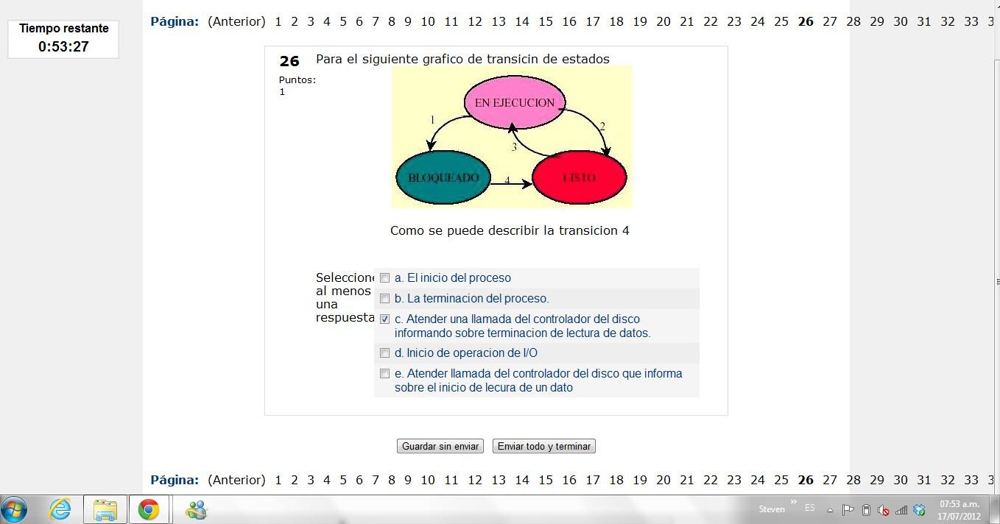 Tiempo restante
0:53:27
Página: (Anterior) 1 2 3 4 5 6 7 8 9 10 11 12 13 14 15 16 17 18 19 20 21 22 23 24 25 26 27 28 29 30 31 32 33 3
26
Para el siguiente grafico de transicin de estados
Puntos:
1
EN EJECUCION
1
2
3
BLOQUEADO
4
LISTO
Como se puede describir la transicion 4
Seleccione
al menos
una
respuesta
a. El inicio del proceso
b. La terminacion del proceso.
c. Atender una llamada del controlador del disco
informando sobre terminacion de lectura de datos.
d. Inicio de operacion de I/O
e. Atender llamada del controlador del disco que informa
sobre el inicio de lecura de un dato
Guardar sin enviar
Enviar todo y terminar
Página: (Anterior) 1 2 3 4 5 6 7 8 9 10 11 12 13 14 15 16 17 18 19 20 21 22 23 24 25 26 27 28 29 30 31 32 33 3
Steven
ES
07:53 a.m.
17/07/2012